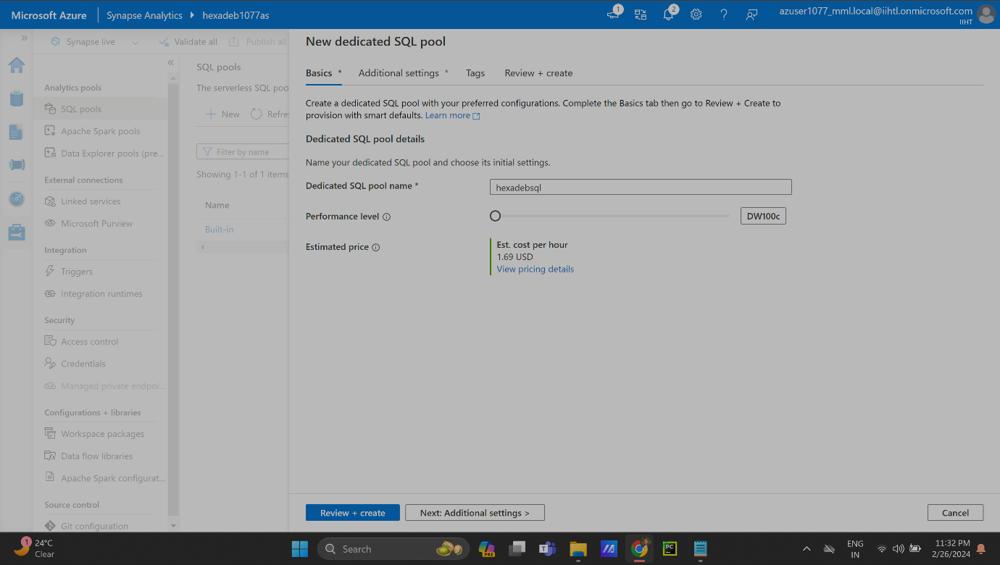 Microsoft Azure
Synapse Analytics
hexadeb1077as
1
2
azuser1077_mml.local@iihtl.onmicrosoft.com
IIHT
Synapse live
Validate all
Publish all
Analytics pools
SQL pools
Apache Spark pools
Data Explorer pools (pre...
External connections
Linked services
Microsoft Purview
Integration
Triggers
Integration runtimes
Security
Access control
Credentials
Managed private endpoi...
Configurations + libraries
Workspace packages
Data flow libraries
Apache Spark configurat...
Source control
Git configuration
SQL pools
The serverless SQL poo
New
Refre
Filter by name
Showing 1-1 of 1 items
Name
Built-in
New dedicated SQL pool
Basics *
Additional settings *
Tags
Review + create
Create a dedicated SQL pool with your preferred configurations. Complete the Basics tab then go to Review + Create to
provision with smart defaults. Learn more
Dedicated SQL pool details
Name your dedicated SQL pool and choose its initial settings.
Dedicated SQL pool name *
hexadebsql
Performance level
DW100c
Estimated price
Est. cost per hour
1.69 USD
View pricing details
Review + create
Next: Additional settings >
Cancel
1
24°C
Clear
Search
PRE
PC
ENG
IN
11:32 PM
2/26/2024